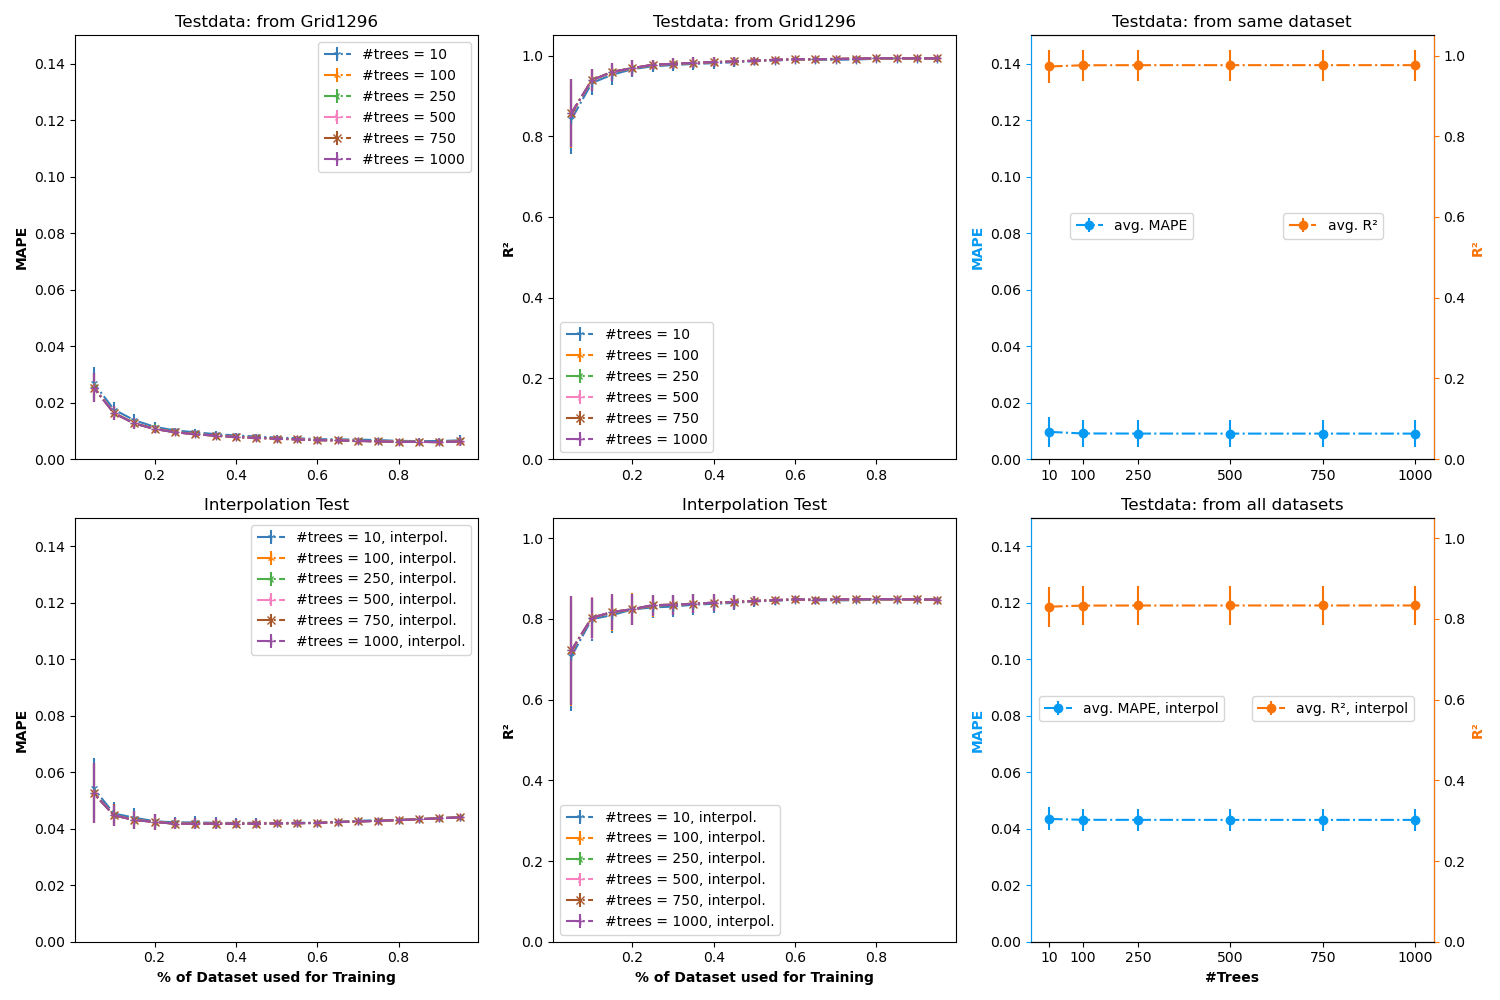 Testdata: from Grid1296
MAPE
0.14
0.12
0.10
0.08
0.06
0.04
0.02
0.00
0.2 0.4 0.6 0.8
#trees = 10
#trees = 100
#trees = 250
#trees = 500
#trees = 750
#trees = 1000
Testdata: from Grid1296
R²
1.0
0.8
0.6
0.4
0.2
0.0
0.2 0.4 0.6 0.8
#trees = 10
#trees = 100
#trees = 250
#trees = 500
#trees = 750
#trees = 1000
Testdata: from same dataset
MAPE
0.14
0.12
0.10
0.08
0.06
0.04
0.02
0.00
10 100 250 500 750 1000
avg. MAPE
avg. R²
1.0
0.8
0.6
0.4
0.2
0.0
R²
Interpolation Test
MAPE
0.14
0.12
0.10
0.08
0.06
0.04
0.02
0.00
0.2 0.4 0.6 0.8
% of Dataset used for Training
#trees = 10, interpol.
#trees = 100, interpol.
#trees = 250, interpol.
#trees = 500, interpol.
#trees = 750, interpol.
#trees = 1000, interpol.
Interpolation Test
R²
1.0
0.8
0.6
0.4
0.2
0.0
0.2 0.4 0.6 0.8
% of Dataset used for Training
#trees = 10, interpol.
#trees = 100, interpol.
#trees = 250, interpol.
#trees = 500, interpol.
#trees = 750, interpol.
#trees = 1000, interpol.
Testdata: from all datasets
MAPE
0.14
0.12
0.10
0.08
0.06
0.04
0.02
0.00
10 100 250 500 750 1000
#Trees
avg. MAPE, interpol
avg. R², interpol
1.0
0.8
0.6
0.4
0.2
0.0
R²